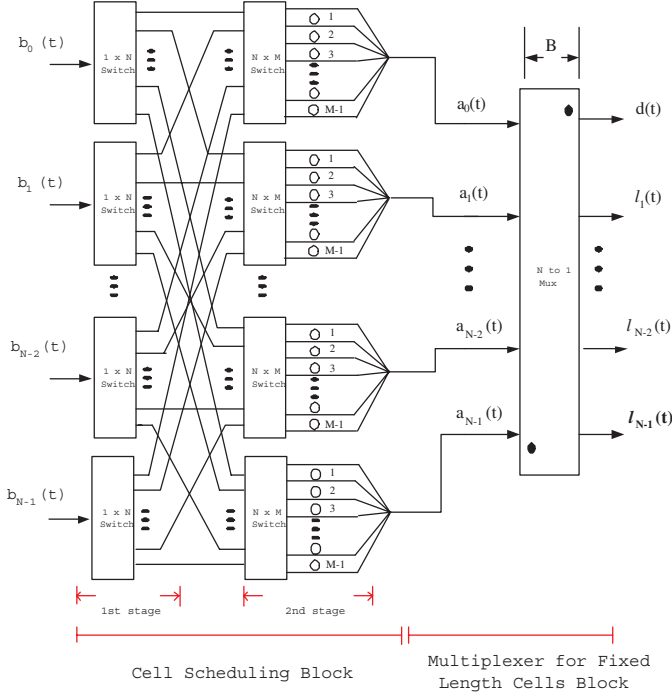 b0 (t)
1 x N
Switch
N x M
Switch
1
2
3
M-1
a0(t)
B
d(t)
b1 (t)
1 x N
Switch
N x M
Switch
1
2
3
M-1
a1(t)
l1(t)
N to 1
Mux
bN-2 (t)
1 x N
Switch
N x M
Switch
1
2
3
M-1
aN-2(t)
lN-2(t)
bN-1 (t)
1 x N
Switch
N x M
Switch
1
2
3
M-1
aN-1(t)
lN-1(t)
1st stage
2nd stage
Cell Scheduling Block
Multiplexer for Fixed
Length Cells Block